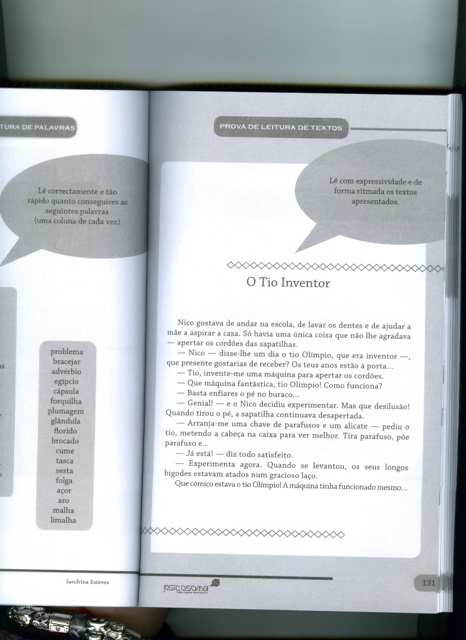 TURA DE PALAVRAS
Lê correctamente e tão
rápido quanto conseguires as
seguintes palavras
(uma coluna de cada vez)
problema
bracejar
advérbio
egípcio
cápsula
forquilha
plumagem
glândula
florido
brocado
cume
tasca
sexta
folga
açor
aro
malha
limalha
Sandrina Esteves
PROVA DE LEITURA DE TEXTOS
Lê com expressividade e de
forma ritmada os textos
apresentados.
O Tio Inventor
Nico gostava de andar na escola, de lavar os dentes e de ajudar a
mãe a aspirar a casa. Só havia uma única coisa que não lhe agradava
— apertar os cordões das sapatilhas.
— Nico — disse-lhe um dia o tio Olímpio, que era inventor —,
que presente gostarias de receber? Os teus anos estão à porta...
— Tio, invente-me uma máquina para apertar os cordões.
— Que máquina fantástica, tio Olímpio! Como funciona?
— Basta enfiares o pé no buraco...
— Genial! — e o Nico decidiu experimentar. Mas que desilusão!
Quando tirou o pé, a sapatilha continuava desapertada.
— Arranja-me uma chave de parafusos e um alicate — pediu o
tio, metendo a cabeça na caixa para ver melhor. Tira parafuso, põe
parafuso e...
— Já está! — diz todo satisfeito.
— Experimenta agora. Quando se levantou, os seus longos
bigodes estavam atados num gracioso laço.
Que cómico estava o tio Olímpio! A máquina tinha funcionado mesmo...
psicosoma
131